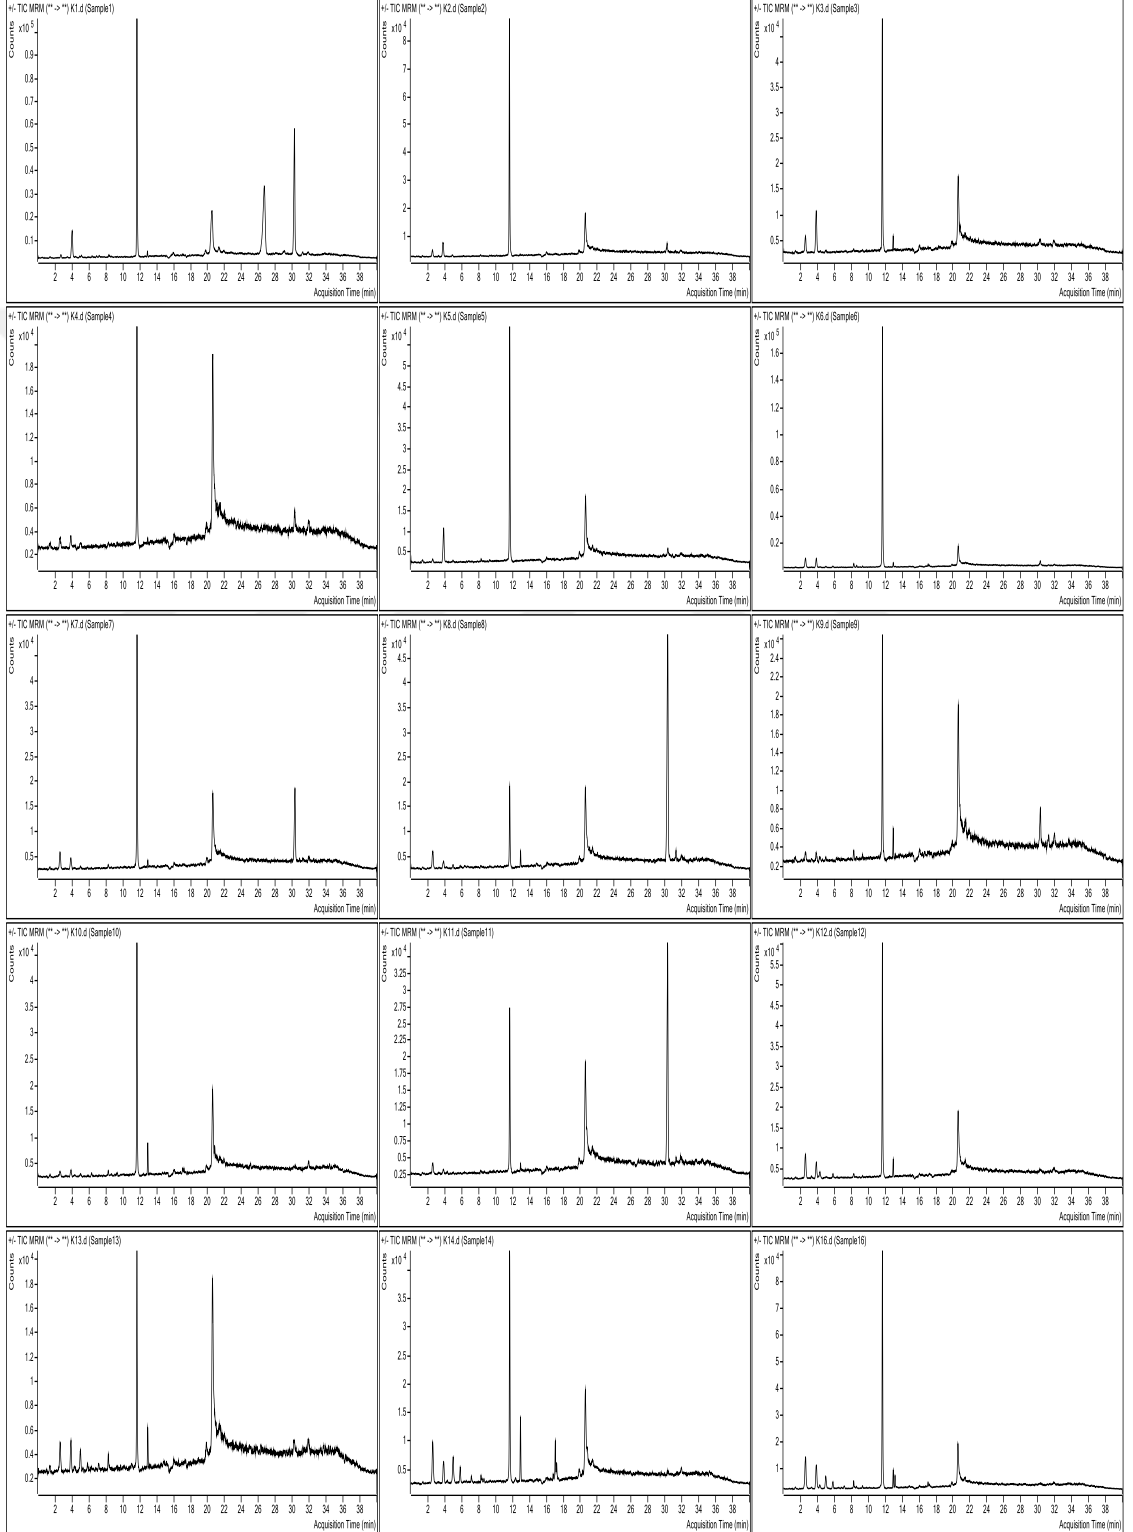 +/- TIC MRM (** -> **) K1.d (Sample1)
Counts
x10 5
0.9
0.8
0.7
0.6
0.5
0.4
0.3
0.2
0.1
2 4 6 8 10 12 14 16 18 20 22 24 26 28 30 32 34 36 38
Acquisition Time (min)
+/- TIC MRM (** -> **) K2.d (Sample2)
Counts
x10 4
8
7
6
5
4
3
2
1
2 4 6 8 10 12 14 16 18 20 22 24 26 28 30 32 34 36 38
Acquisition Time (min)
+/- TIC MRM (** -> **) K3.d (Sample3)
Counts
x10 4
4
3.5
3
2.5
2
1.5
1
0.5
2 4 6 8 10 12 14 16 18 20 22 24 26 28 30 32 34 36 38
Acquisition Time (min)
+/- TIC MRM (** -> **) K4.d (Sample4)
Counts
x10 4
1.8
1.6
1.4
1.2
1
0.8
0.6
0.4
0.2
2 4 6 8 10 12 14 16 18 20 22 24 26 28 30 32 34 36 38
Acquisition Time (min)
+/- TIC MRM (** -> **) K5.d (Sample5)
Counts
x10 4
5
4.5
4
3.5
3
2.5
2
1.5
1
0.5
2 4 6 8 10 12 14 16 18 20 22 24 26 28 30 32 34 36 38
Acquisition Time (min)
+/- TIC MRM (** -> **) K6.d (Sample6)
Counts
x10 5
1.6
1.4
1.2
1
0.8
0.6
0.4
0.2
2 4 6 8 10 12 14 16 18 20 22 24 26 28 30 32 34 36 38
Acquisition Time (min)
+/- TIC MRM (** -> **) K7.d (Sample7)
Counts
x10 4
4
3.5
3
2.5
2
1.5
1
0.5
2 4 6 8 10 12 14 16 18 20 22 24 26 28 30 32 34 36 38
Acquisition Time (min)
+/- TIC MRM (** -> **) K8.d (Sample8)
Counts
x10 4
4.5
4
3.5
3
2.5
2
1.5
1
0.5
2 4 6 8 10 12 14 16 18 20 22 24 26 28 30 32 34 36 38
Acquisition Time (min)
+/- TIC MRM (** -> **) K9.d (Sample9)
Counts
x10 4
2.4
2.2
2
1.8
1.6
1.4
1.2
1
0.8
0.6
0.4
0.2
2 4 6 8 10 12 14 16 18 20 22 24 26 28 30 32 34 36 38
Acquisition Time (min)
+/- TIC MRM (** -> **) K10.d (Sample10)
Counts
x10 4
4
3.5
3
2.5
2
1.5
1
0.5
2 4 6 8 10 12 14 16 18 20 22 24 26 28 30 32 34 36 38
Acquisition Time (min)
+/- TIC MRM (** -> **) K11.d (Sample11)
Counts
x10 4
3.25
3
2.75
2.5
2.25
2
1.75
1.5
1.25
1
0.75
0.5
0.25
2 4 6 8 10 12 14 16 18 20 22 24 26 28 30 32 34 36 38
Acquisition Time (min)
+/- TIC MRM (** -> **) K12.d (Sample12)
Counts
x10 4
5.5
5
4.5
4
3.5
3
2.5
2
1.5
1
0.5
2 4 6 8 10 12 14 16 18 20 22 24 26 28 30 32 34 36 38
Acquisition Time (min)
+/- TIC MRM (** -> **) K13.d (Sample13)
Counts
x10 4
1.8
1.6
1.4
1.2
1
0.8
0.6
0.4
0.2
2 4 6 8 10 12 14 16 18 20 22 24 26 28 30 32 34 36 38
Acquisition Time (min)
+/- TIC MRM (** -> **) K14.d (Sample14)
Counts
x10 4
3.5
3
2.5
2
1.5
1
0.5
2 4 6 8 10 12 14 16 18 20 22 24 26 28 30 32 34 36 38
Acquisition Time (min)
+/- TIC MRM (** -> **) K16.d (Sample16)
Counts
x10 4
8
7
6
5
4
3
2
1
2 4 6 8 10 12 14 16 18 20 22 24 26 28 30 32 34 36 38
Acquisition Time (min)